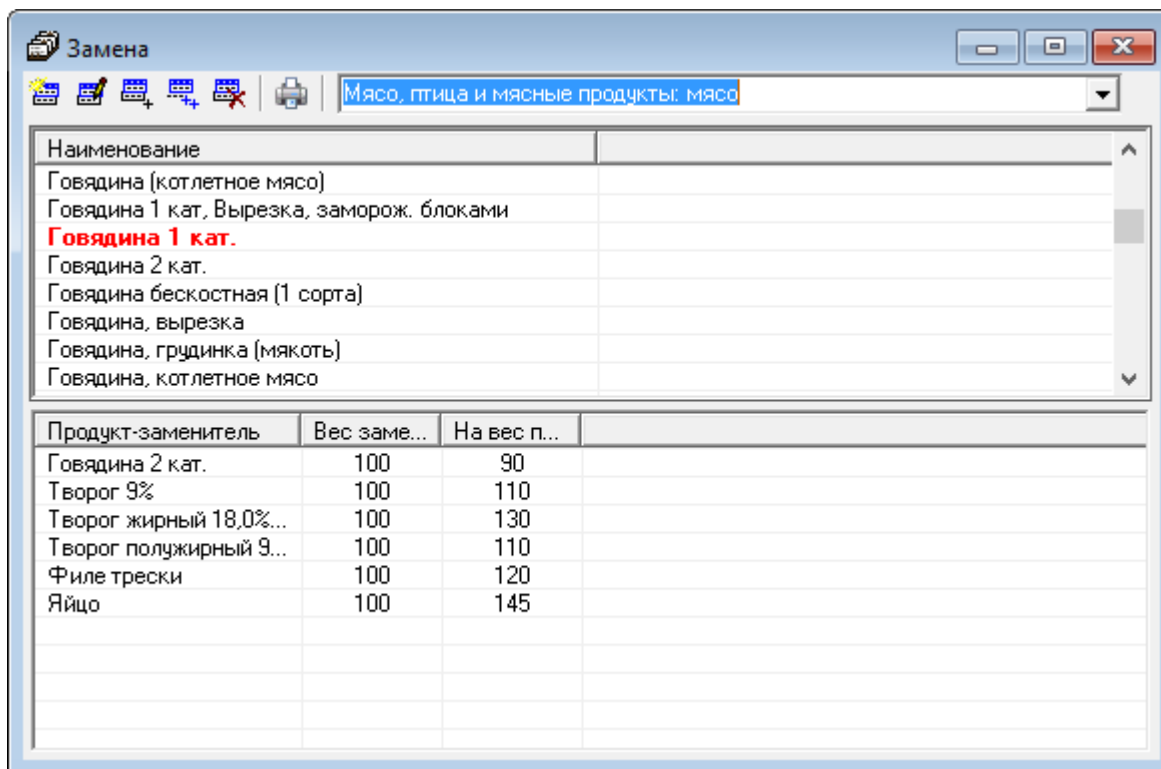 Замена
Мясо, птица и мясные продукты: мясо
Наименование
Говядина (котлетное мясо)
Говядина 1 кат, Вырезка, заморож. блоками
Говядина 1 кат.
Говядина 2 кат.
Говядина бескостная (1 сорта)
Говядина, вырезка
Говядина, грудинка (мякоть)
Говядина, котлетное мясо
Продукт-заменитель Вес заме... На вес п...
Говядина 2 кат. 100 90
Творог 9% 100 110
Творог жирный 18,0%... 100 130
Творог полужирный 9... 100 110
Филе трески 100 120
Яйцо 100 145